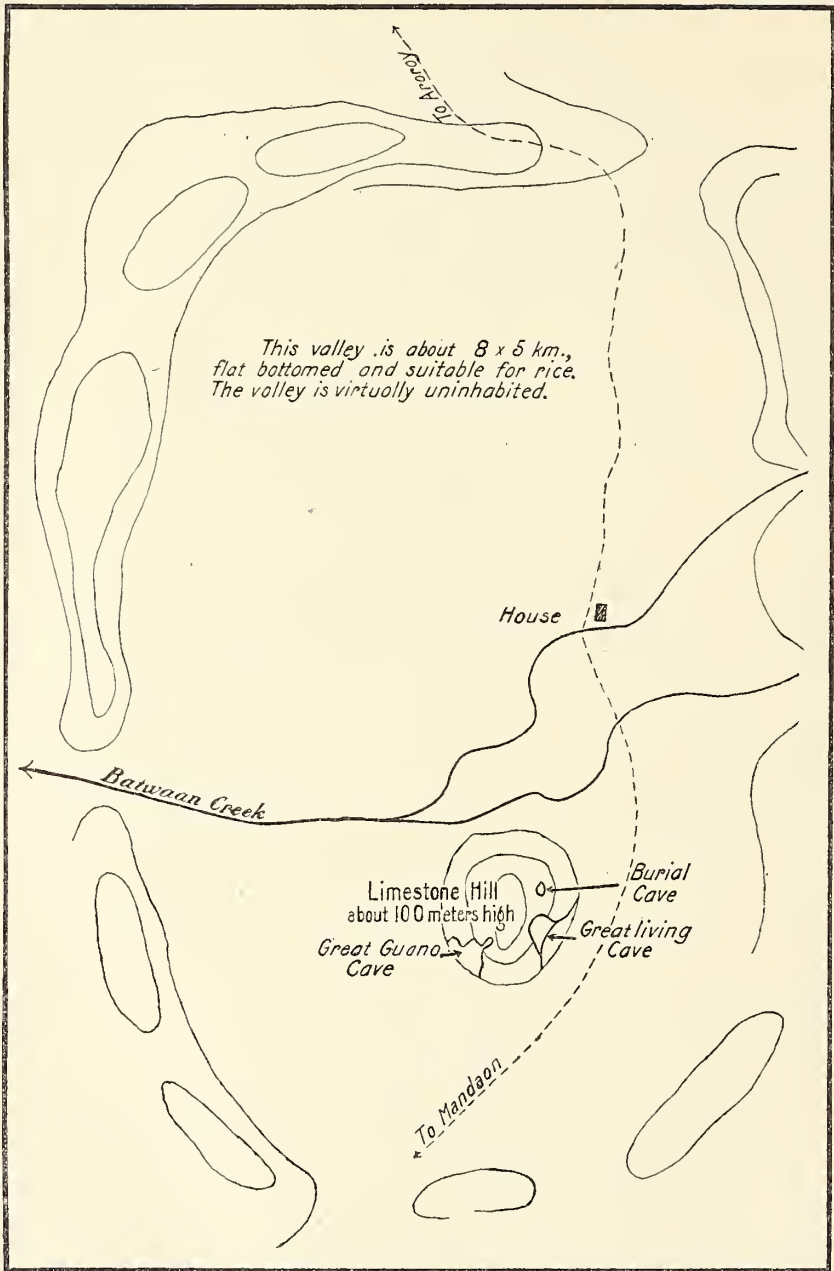 To Aroroy
This valley is about 8 x 5 km.,
flat bottomed and suitable for rice.
The valley is virtually uninhabited.
House
Batwaan Creek
Limestone Hill
about 100 meters high
Burial
Cave
Great living
Cave
Great Guano
Cave
To Mandaon